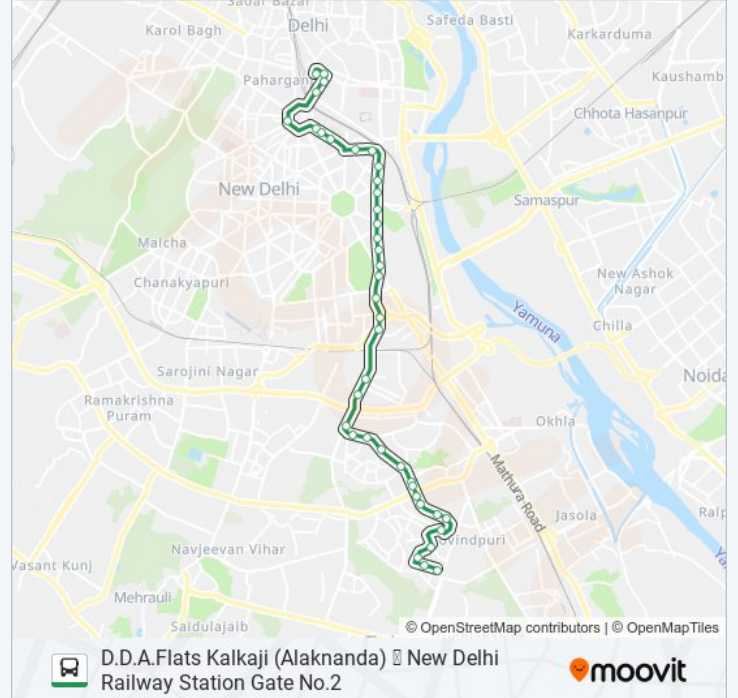 Sadar Bazar
Karol Bagh
Delhi
Safeda Basti
Karkarduma
Paharganj
Kaushamb
Chhota Hasanpur
New Delhi
Samaspur
Malcha
Chanakyapuri
New Ashok
Nagar
Yamuna
Chilla
Sarojini Nagar
Noida
Ramakrishna
Puram
Okhla
Mathura Road
Jasola
Ralp
ovindpuri
Navjeevan Vihar
Vasant Kunj
Ya
Mehrauli
Saidulajaib
© OpenStreetMap contributors | © OpenMapTiles
D.D.A.Flats Kalkaji (Alaknanda) New Delhi
Railway Station Gate No.2
moovit